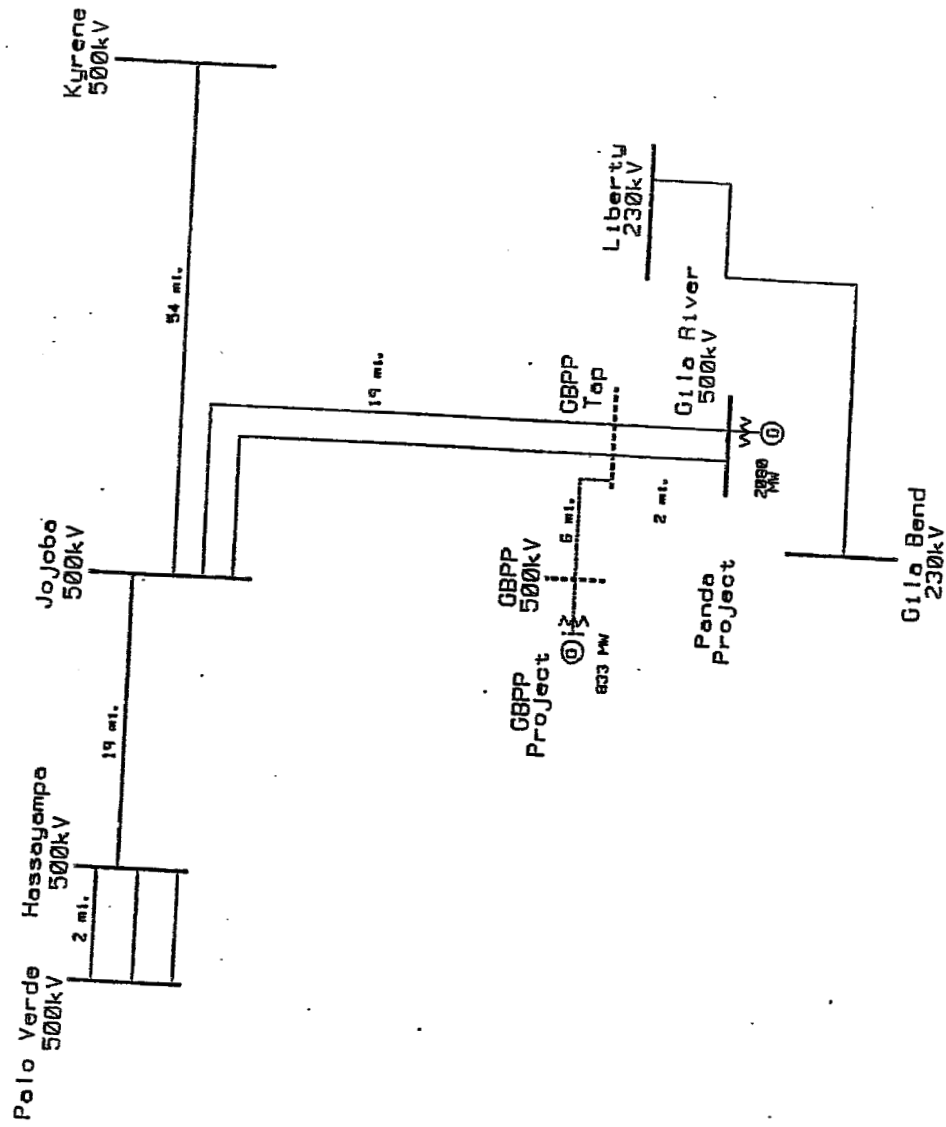 Palo Verde
500kV
Hassayampa
500kV
2 mi.
19 mi.
Jojoba
500kV
54 mi.
Kyrene
500kV
19 mi.
GBPP
Tap
GBPP
500kV
6 mi.
GBPP
Project
833 MW
2 mi.
Gila River
500kV
2080
MW
Panda
Project
Liberty
230kV
Gila Bend
230kV